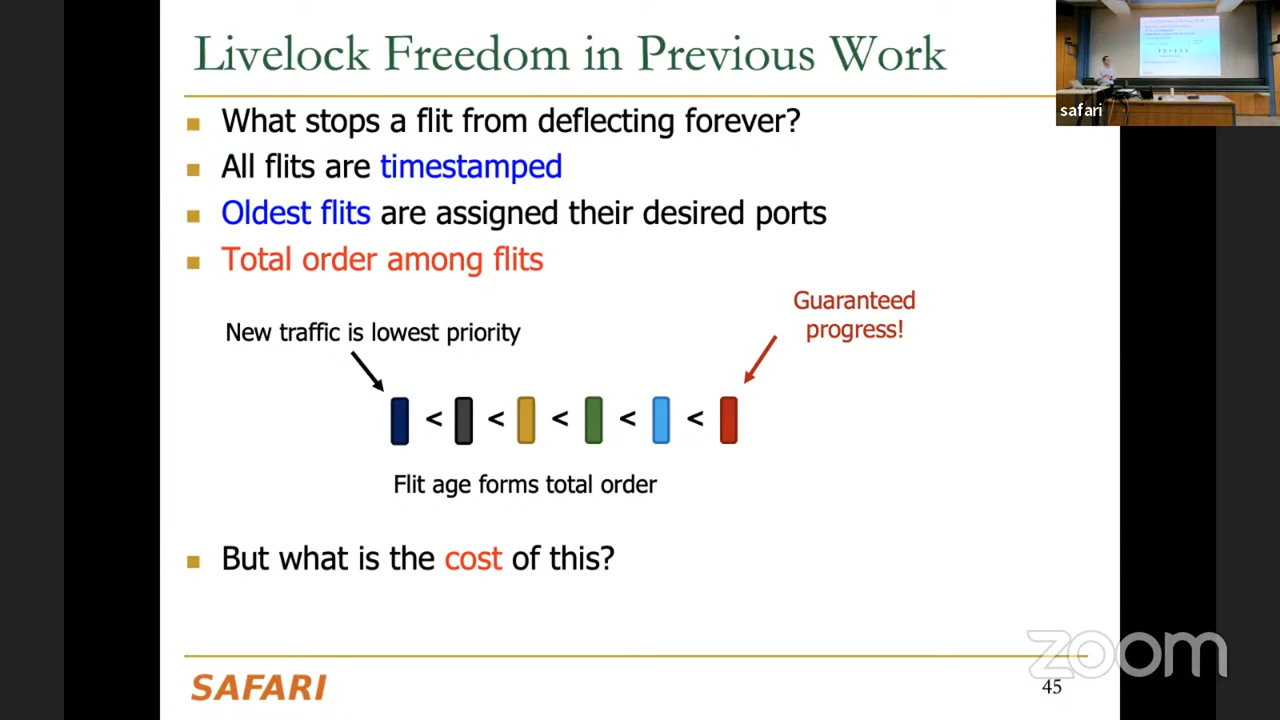 Livelock Freedom in Previous Work
safari
What stops a flit from deflecting forever?
All flits are timestamped
Oldest flits are assigned their desired ports
Total order among flits
Guaranteed
progress!
New traffic is lowest priority
< < < < <
Flit age forms total order
But what is the cost of this?
zoom
SAFARI
45